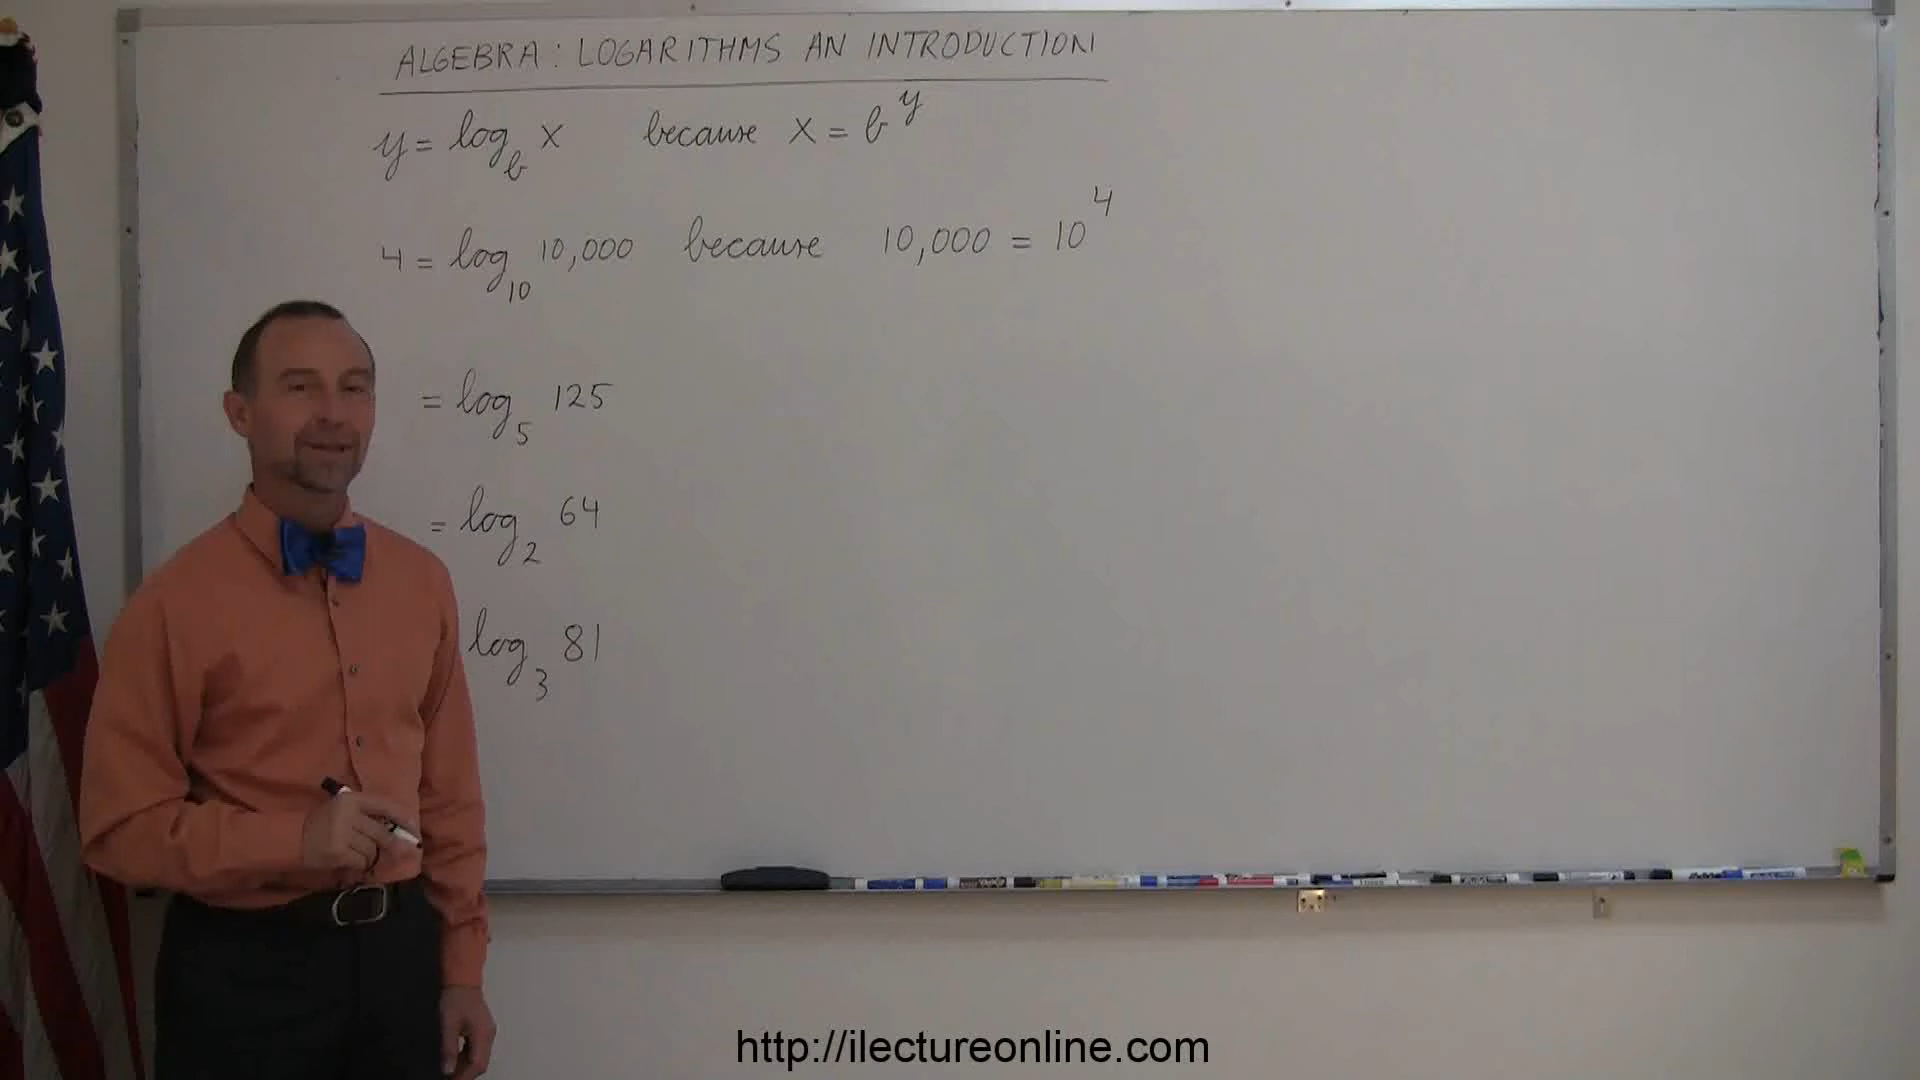 ALGEBRA: LOGARITHMS AN INTRODUCTION
y = log_b x because x = b^y
4 = log_10 10,000 because 10,000 = 10^4
= log_5 125
= log_2 64
log_3 81
http://ilectureonline.com